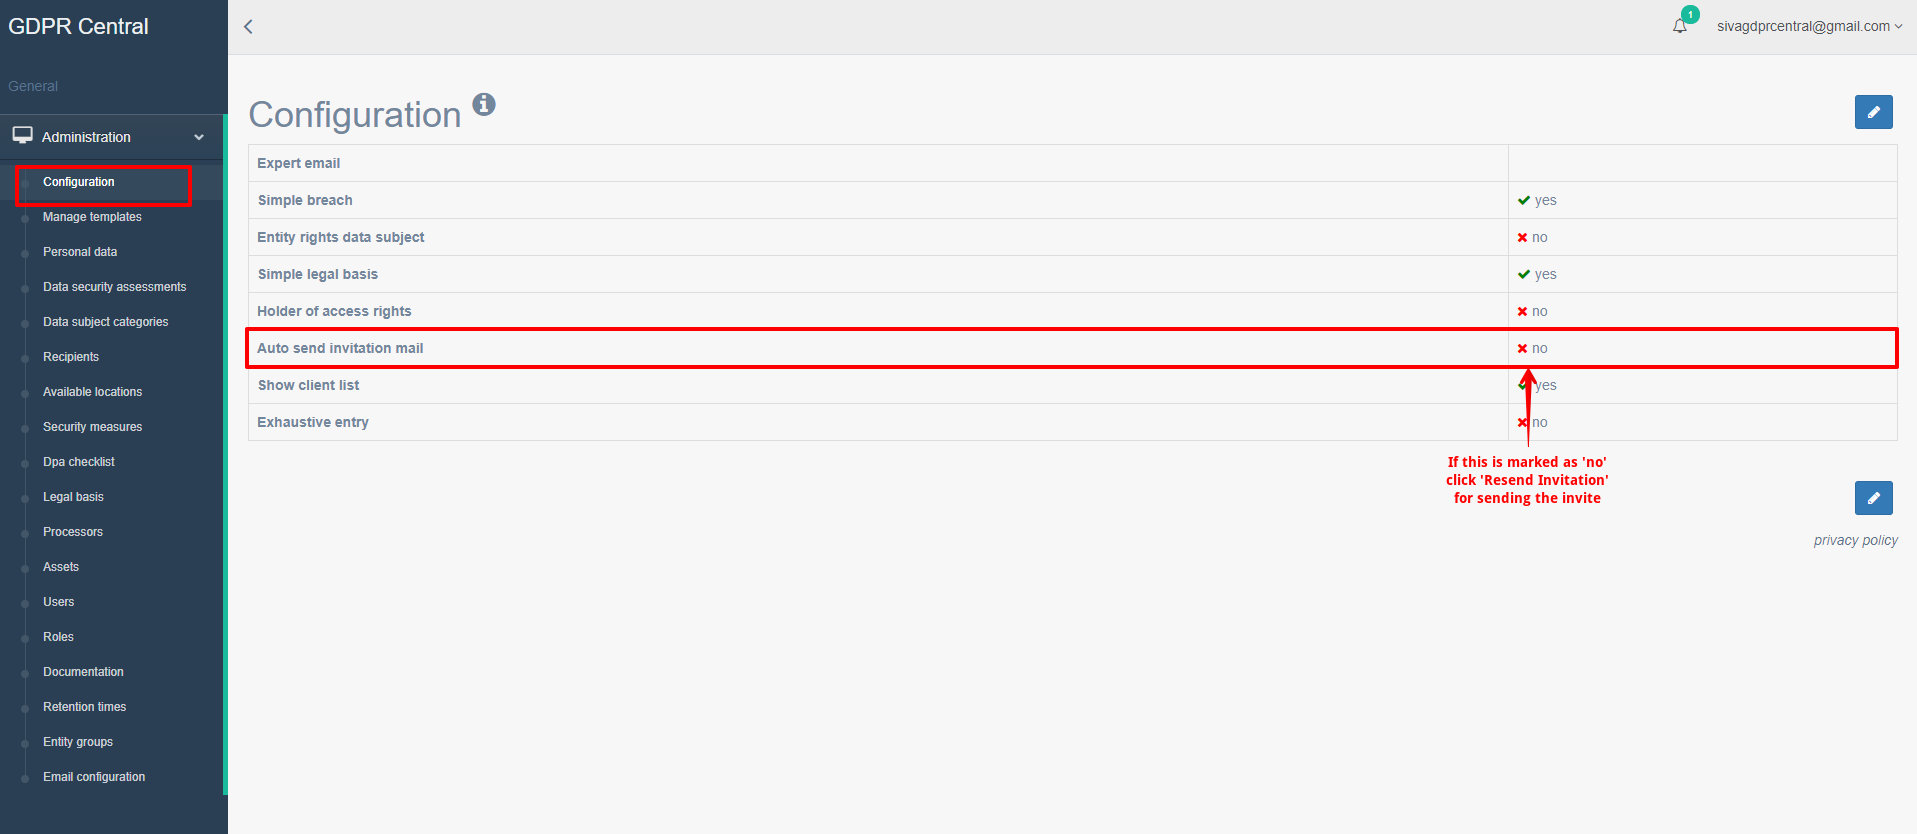 GDPR Central
1
sivagdprcentral@gmail.com
General
Administration
Configuration
Manage templates
Personal data
Data security assessments
Data subject categories
Recipients
Available locations
Security measures
Dpa checklist
Legal basis
Processors
Assets
Users
Roles
Documentation
Retention times
Entity groups
Email configuration
Configuration
Expert email
Simple breach yes
Entity rights data subject no
Simple legal basis yes
Holder of access rights no
Auto send invitation mail no
Show client list yes
Exhaustive entry no
If this is marked as 'no'
click 'Resend Invitation'
for sending the invite
privacy policy